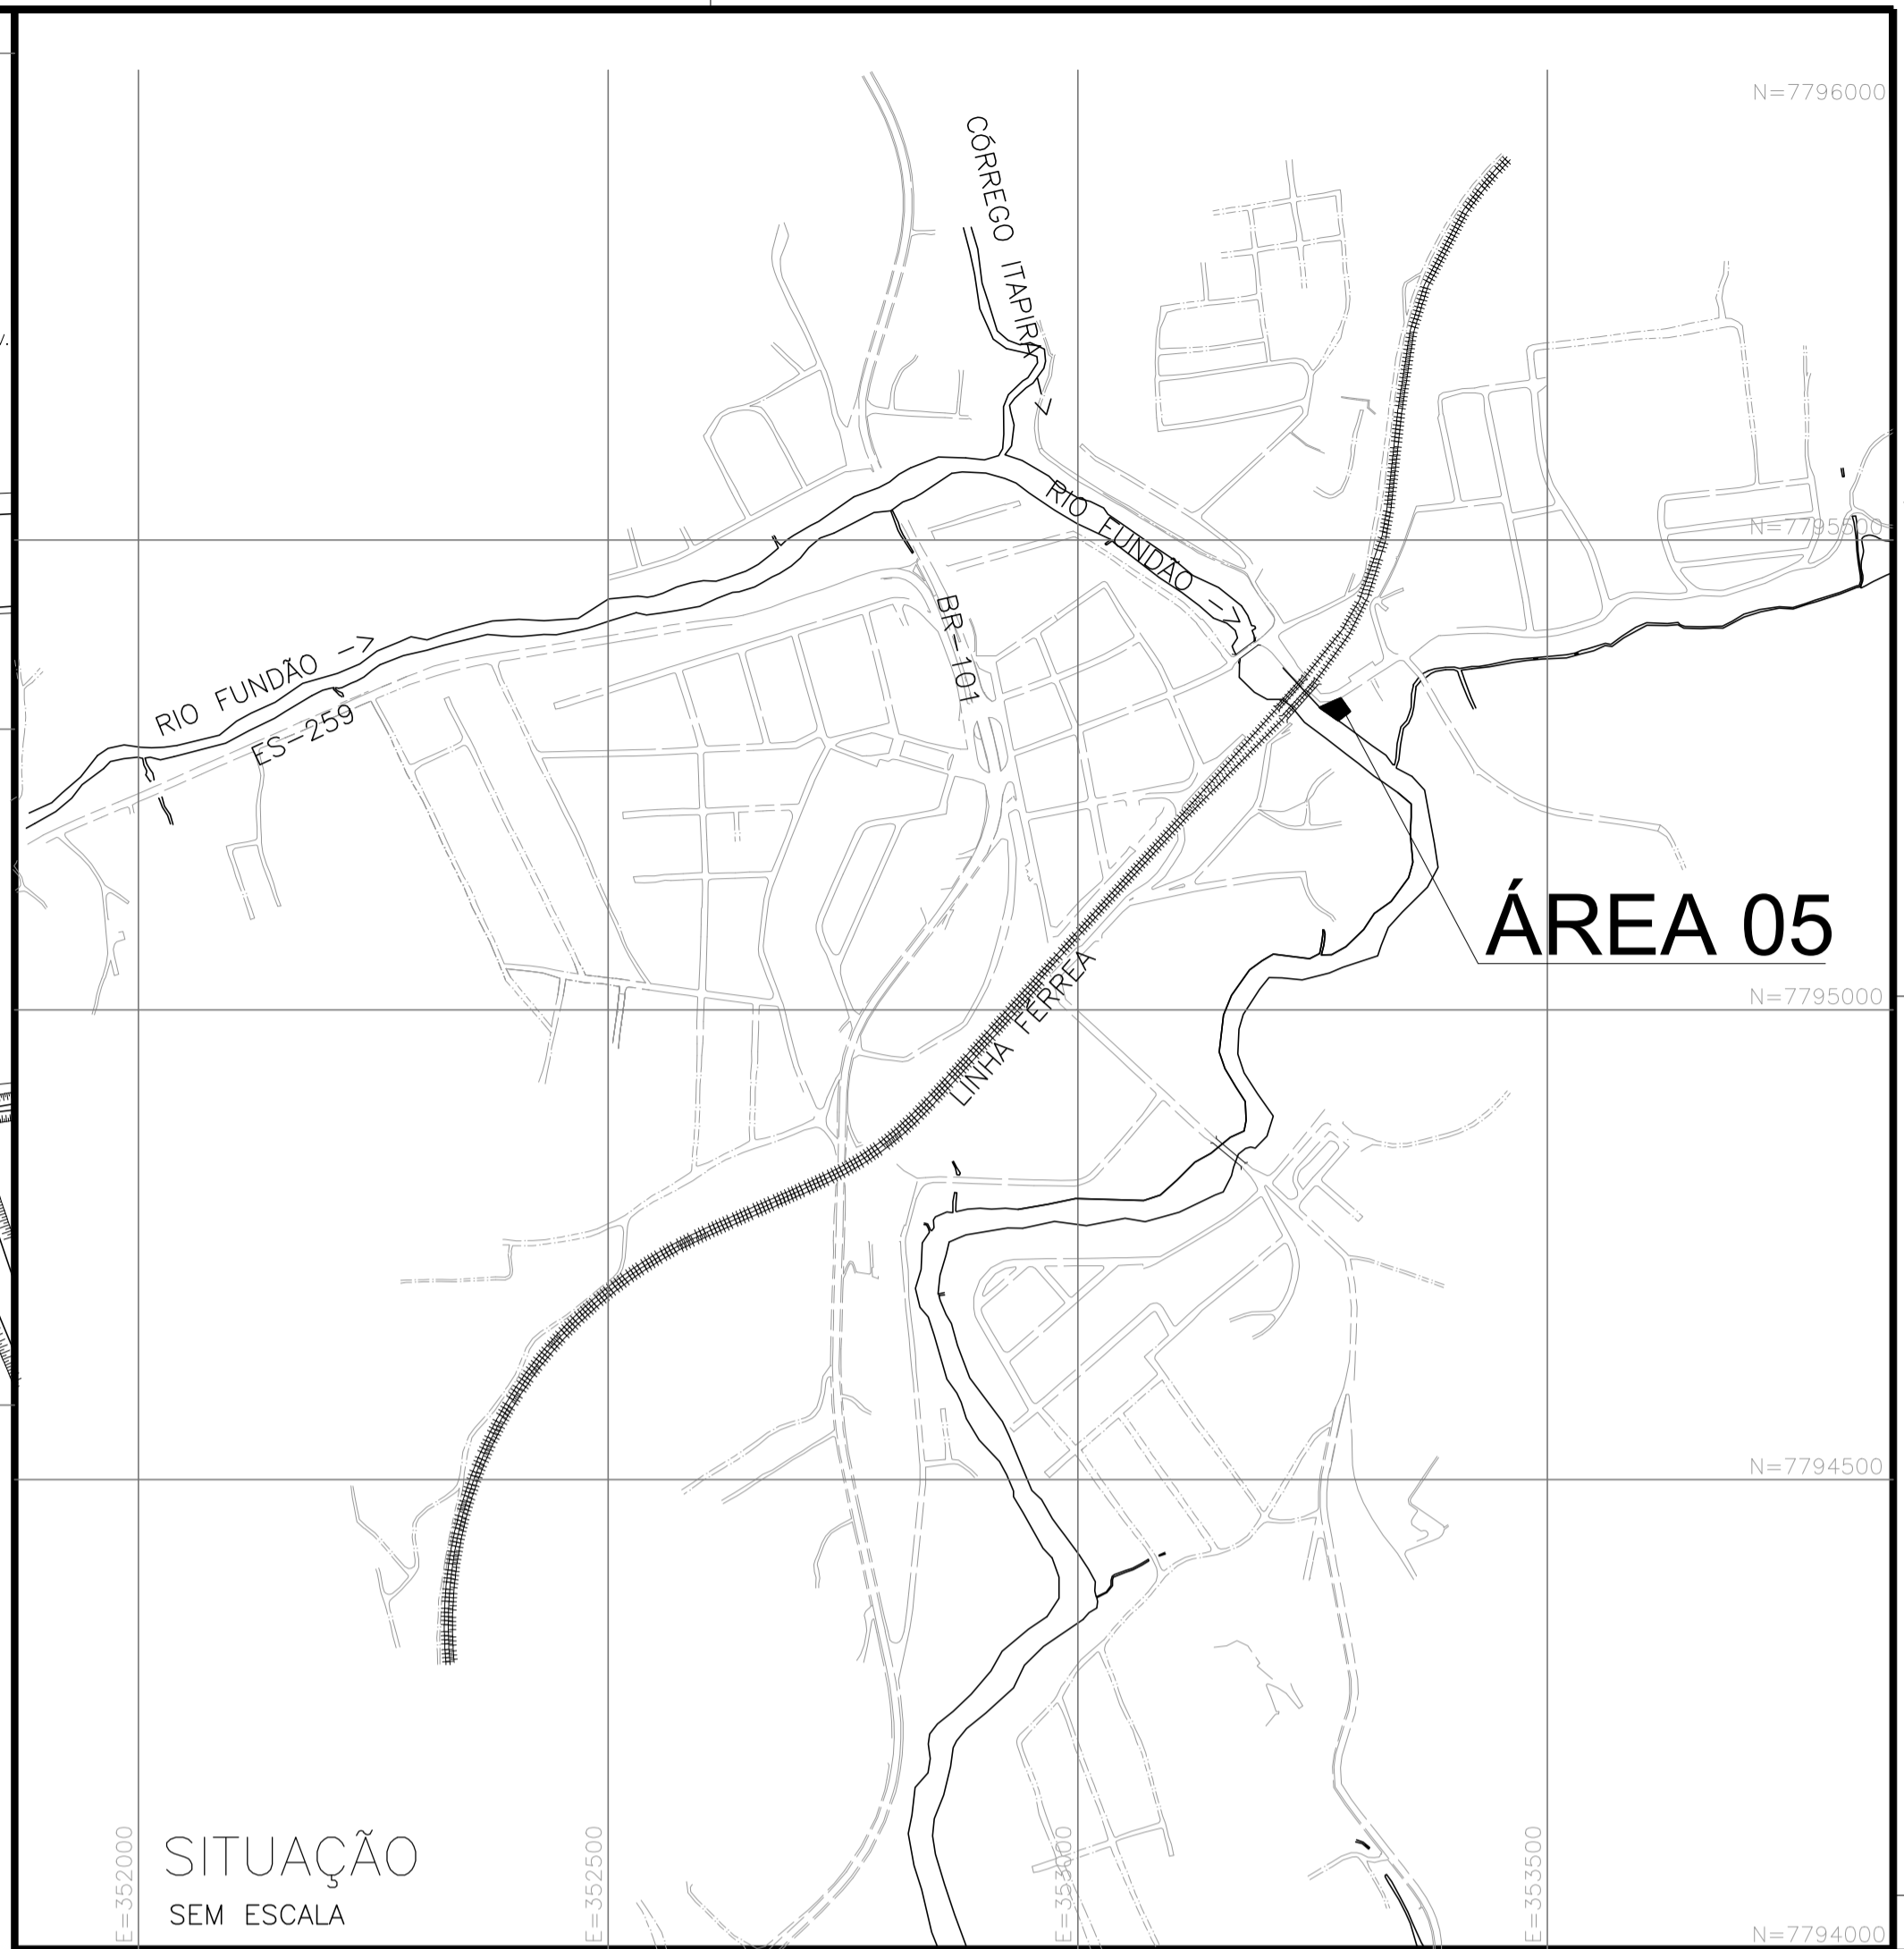 N=7796000
CÓRREGO ITAPIRA
RIO FUNDÃO
N=7795500
BR-101
RIO FUNDÃO
ES-259
ÁREA 05
N=7795000
LINHA FÉRREA
N=7794500
E=352000
E=352500
E=353000
E=353500
SITUAÇÃO
SEM ESCALA
N=7794000